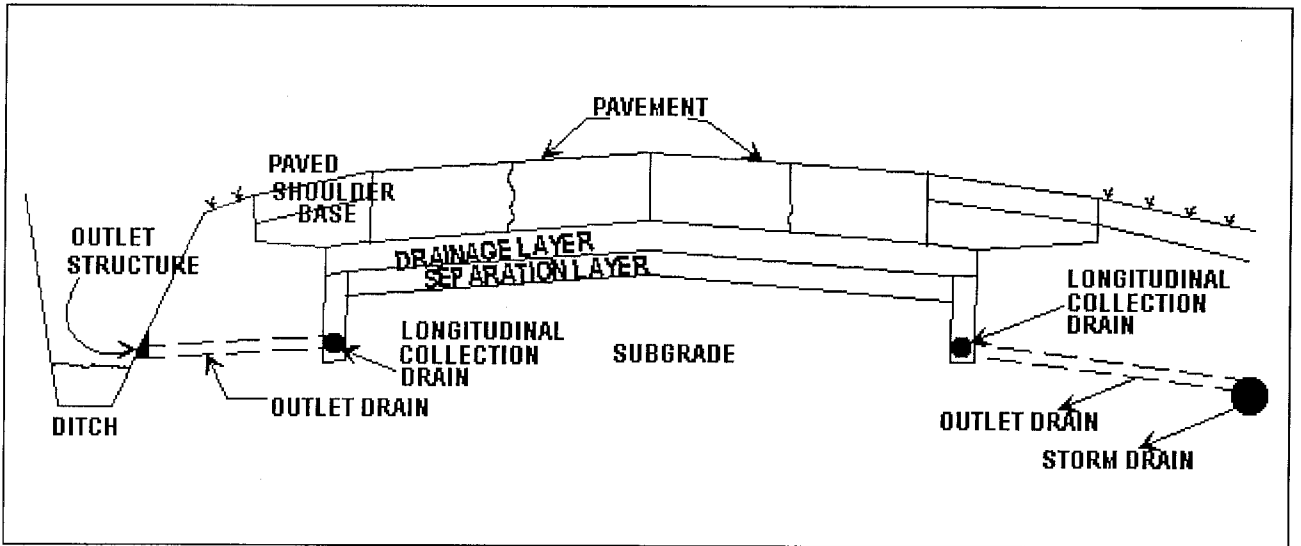 PAVEMENT
PAVED
SHOULDER
BASE
OUTLET
STRUCTURE
DRAINAGE LAYER
SEPARATION LAYER
LONGITUDINAL
COLLECTION
DRAIN
LONGITUDINAL
COLLECTION
DRAIN
SUBGRADE
OUTLET DRAIN
DITCH
OUTLET DRAIN
STORM DRAIN